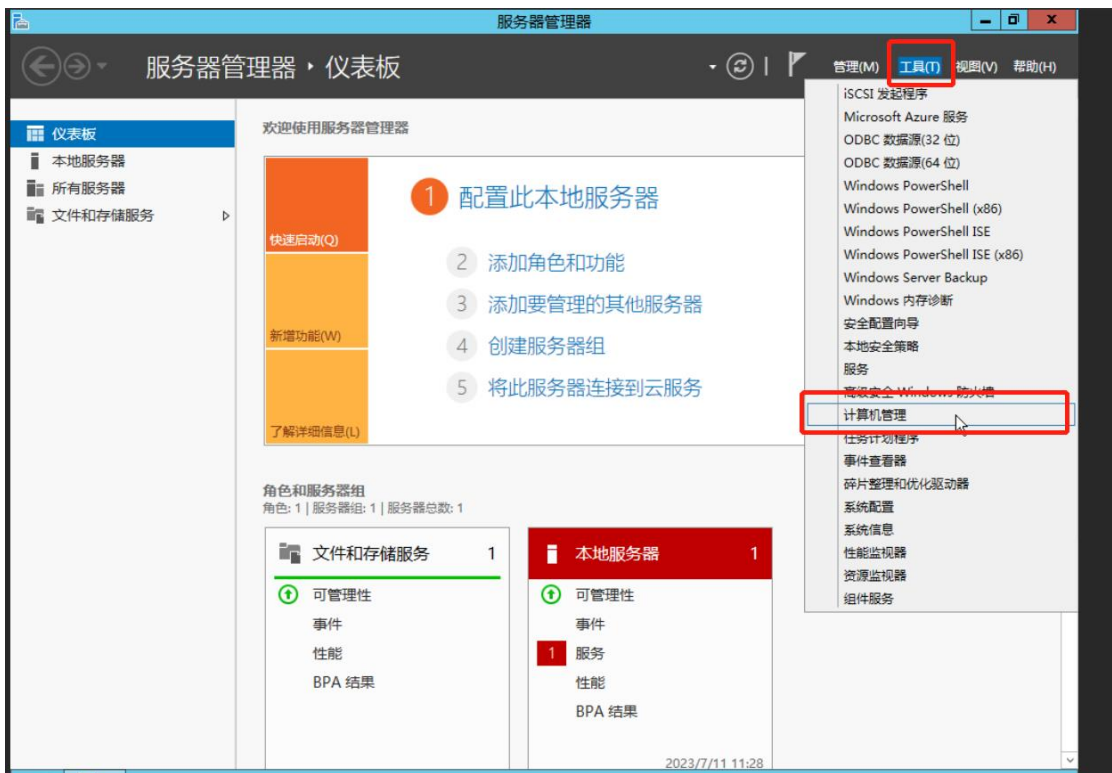 服务器管理器
服务器管理器 · 仪表板
管理(M) 工具(T) 视图(V) 帮助(H)
仪表板
本地服务器
所有服务器
文件和存储服务
欢迎使用服务器管理器
快速启动(Q)
新增功能(W)
了解详细信息(L)
1 配置此本地服务器
2 添加角色和功能
3 添加要管理的其他服务器
4 创建服务器组
5 将此服务器连接到云服务
角色和服务器组
角色: 1 | 服务器组: 1 | 服务器总数: 1
文件和存储服务 1
可管理性
事件
性能
BPA 结果
本地服务器 1
可管理性
事件
1 服务
性能
BPA 结果
2023/7/11 11:28
iSCSI 发起程序
Microsoft Azure 服务
ODBC 数据源(32 位)
ODBC 数据源(64 位)
Windows PowerShell
Windows PowerShell (x86)
Windows PowerShell ISE
Windows PowerShell ISE (x86)
Windows Server Backup
Windows 内存诊断
安全配置向导
本地安全策略
服务
高级安全 Windows 防火墙
计算机管理
任务计划程序
事件查看器
碎片整理和优化驱动器
系统配置
系统信息
性能监视器
资源监视器
组件服务